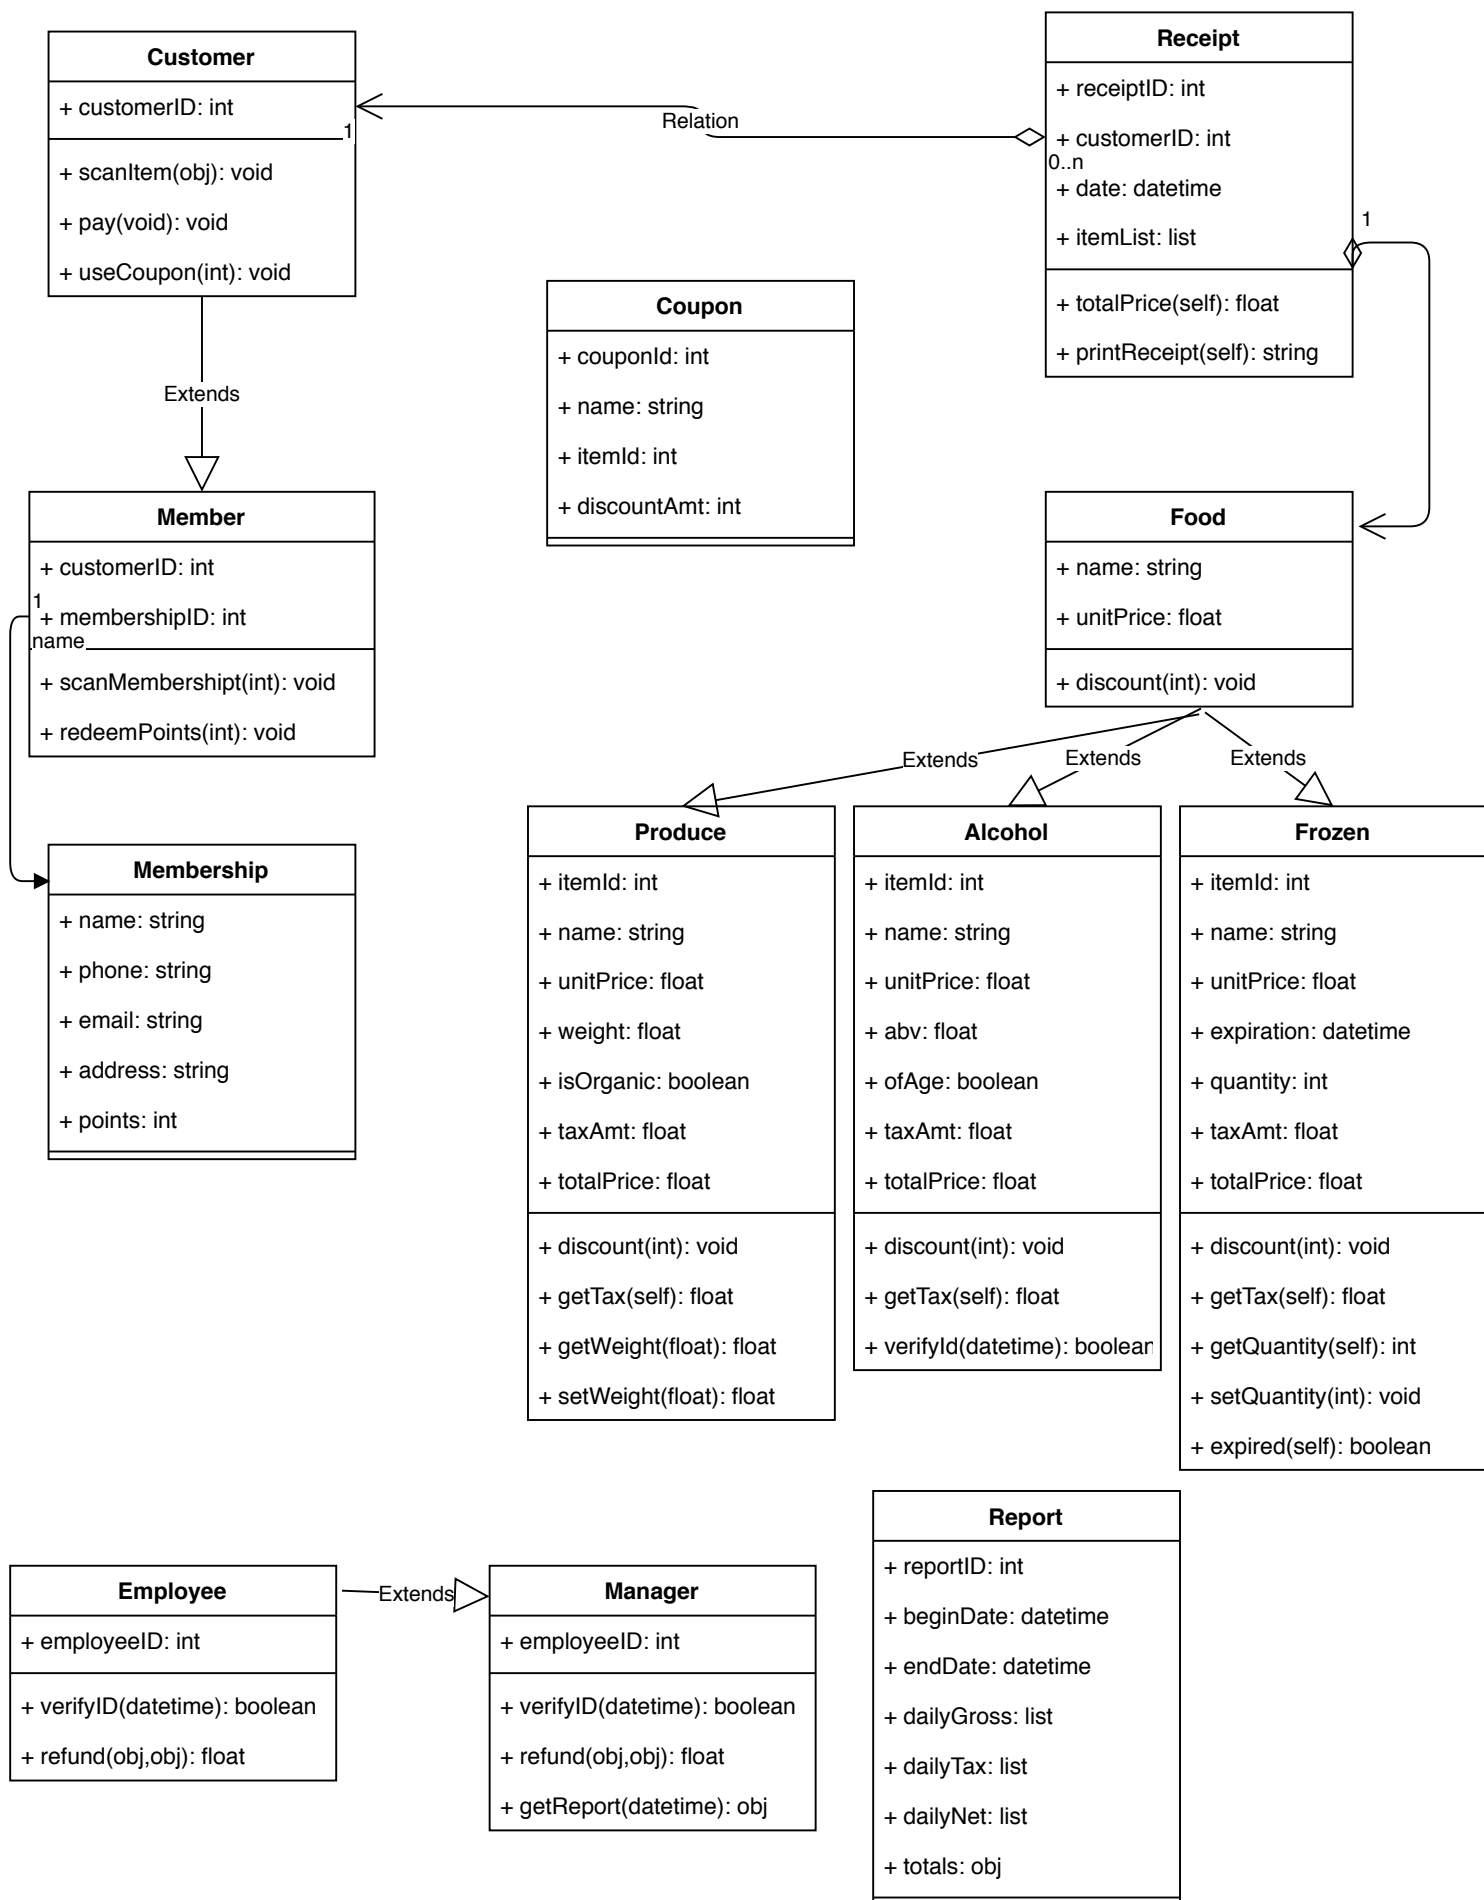 Customer
+ customerID: int
1
+ scanItem(obj): void
+ pay(void): void
+ useCoupon(int): void
Relation
Receipt
+ receiptID: int
+ customerID: int
0..n
+ date: datetime
+ itemList: list
1
+ totalPrice(self): float
+ printReceipt(self): string
Coupon
+ couponId: int
+ name: string
+ itemId: int
+ discountAmt: int
Extends
Member
+ customerID: int
1
+ membershipID: int
name
+ scanMembershipt(int): void
+ redeemPoints(int): void
Food
+ name: string
+ unitPrice: float
+ discount(int): void
Extends
Extends
Extends
Membership
+ name: string
+ phone: string
+ email: string
+ address: string
+ points: int
Produce
+ itemId: int
+ name: string
+ unitPrice: float
+ weight: float
+ isOrganic: boolean
+ taxAmt: float
+ totalPrice: float
+ discount(int): void
+ getTax(self): float
+ getWeight(float): float
+ setWeight(float): float
Alcohol
+ itemId: int
+ name: string
+ unitPrice: float
+ abv: float
+ ofAge: boolean
+ taxAmt: float
+ totalPrice: float
+ discount(int): void
+ getTax(self): float
+ verifyId(datetime): boolean
Frozen
+ itemId: int
+ name: string
+ unitPrice: float
+ expiration: datetime
+ quantity: int
+ taxAmt: float
+ totalPrice: float
+ discount(int): void
+ getTax(self): float
+ getQuantity(self): int
+ setQuantity(int): void
+ expired(self): boolean
Employee
+ employeeID: int
+ verifyID(datetime): boolean
+ refund(obj,obj): float
Extends
Manager
+ employeeID: int
+ verifyID(datetime): boolean
+ refund(obj,obj): float
+ getReport(datetime): obj
Report
+ reportID: int
+ beginDate: datetime
+ endDate: datetime
+ dailyGross: list
+ dailyTax: list
+ dailyNet: list
+ totals: obj